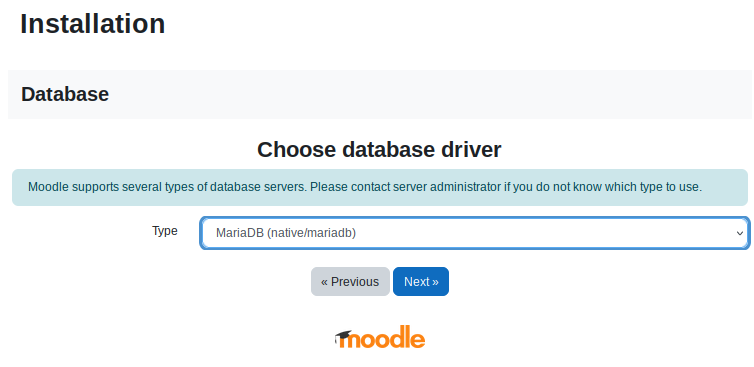 Installation
Database
Choose database driver
Moodle supports several types of database servers. Please contact server administrator if you do not know which type to use.
Type
MariaDB (native/mariadb)
« Previous
Next »
moodle